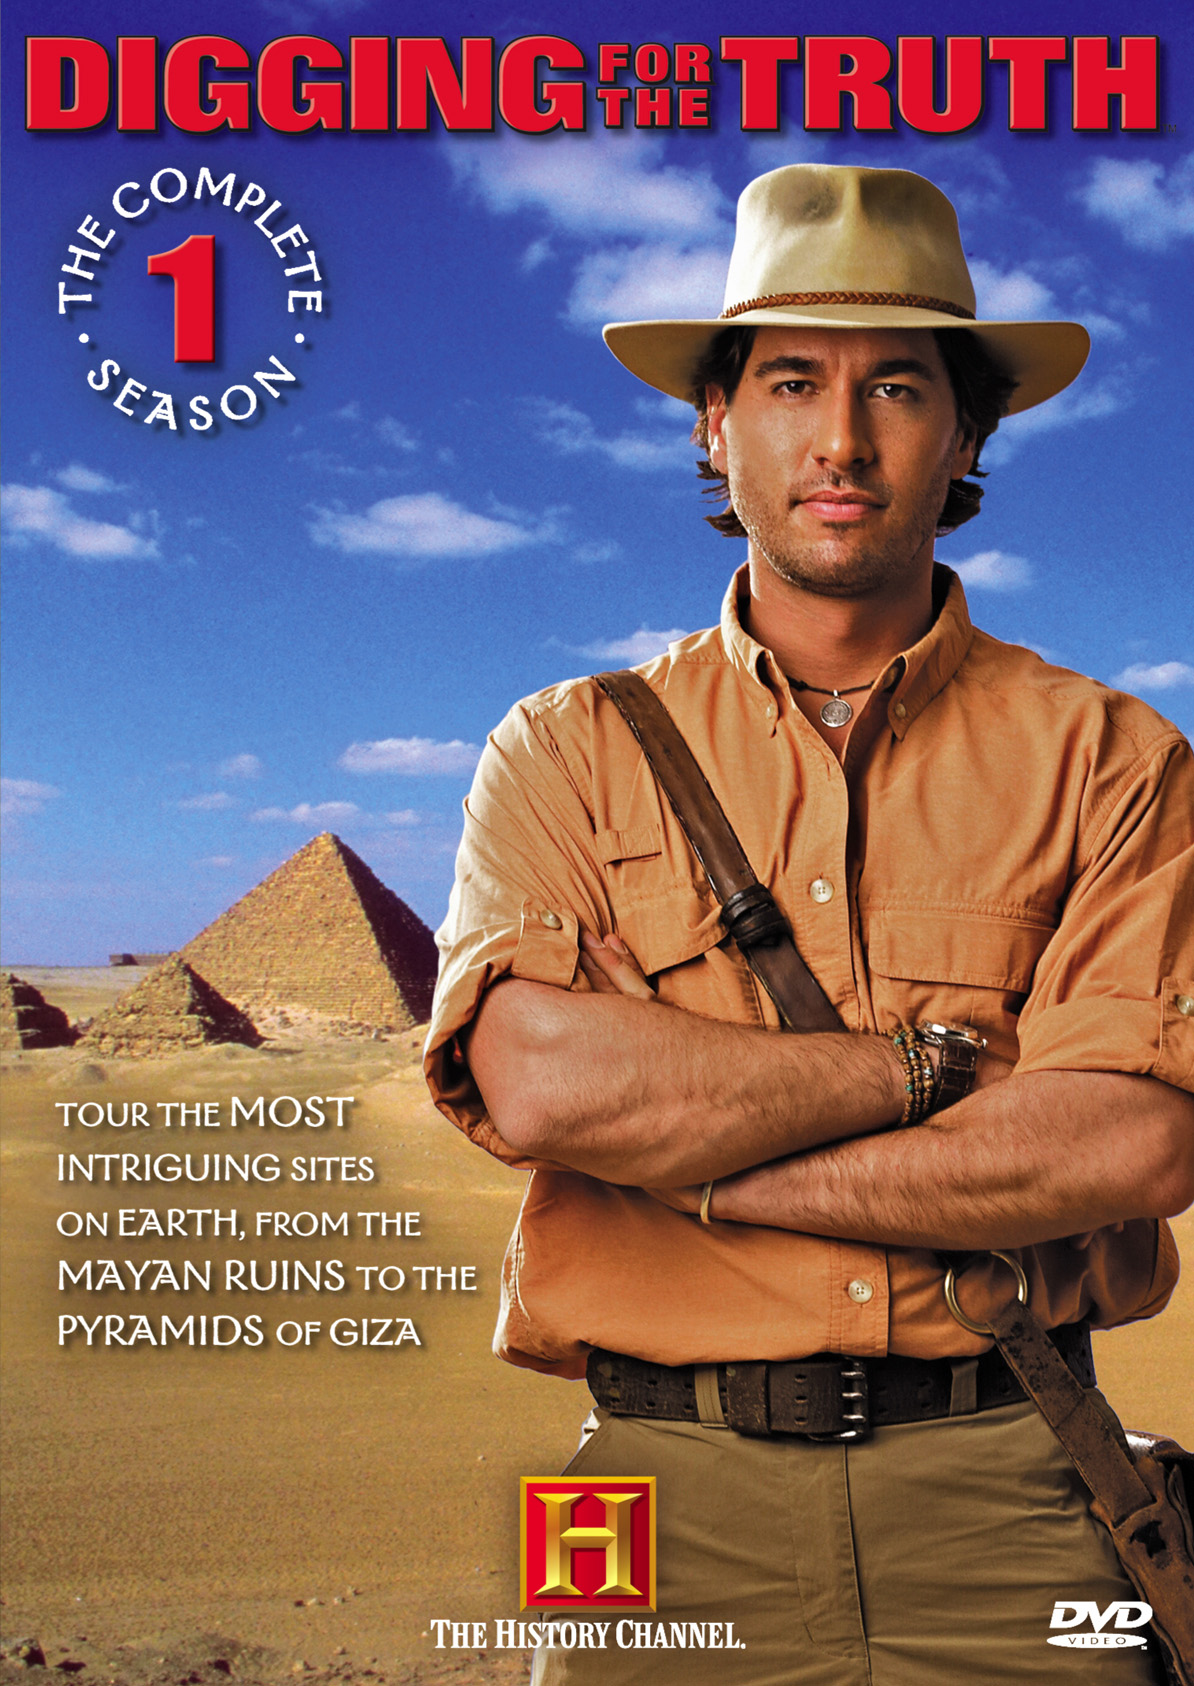 DIGGING FOR THE TRUTH™
THE COMPLETE
1
· SEASON ·
TOUR THE MOST
INTRIGUING SITES
ON EARTH, FROM THE
MAYAN RUINS TO THE
PYRAMIDS OF GIZA
H
THE HISTORY CHANNEL.
DVD
VIDEO